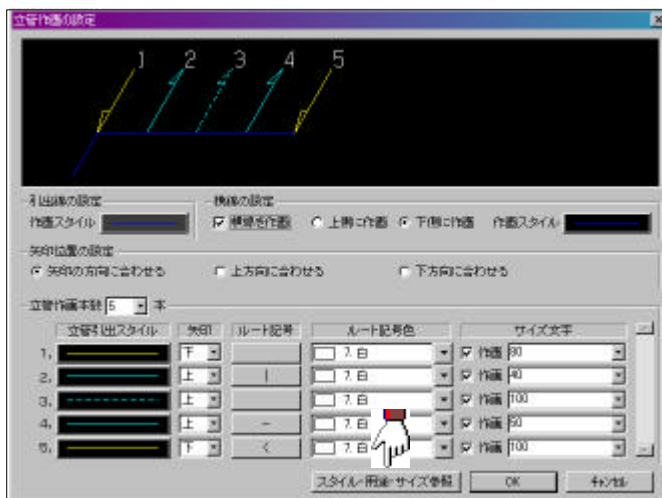 立管作画の設定
1 2 3 4 5
引出線の設定
作画スタイル
横線の設定
横線を作画 上側に作画 下側に作画 作画スタイル
矢印位置の設定
矢印の方向に合わせる 上方向に合わせる 下方向に合わせる
立管作画本数 5 本
立管引出スタイル 矢印 ルート記号 ルート記号色 サイズ文字
1. 下 7. 白 作画 80
2. 上 | 7. 白 作画 40
3. 上 7. 白 作画 100
4. 上 - 7. 白 作画 50
5. 下 < 7. 白 作画 100
スタイル・用途・サイズ参照 OK キャンセル